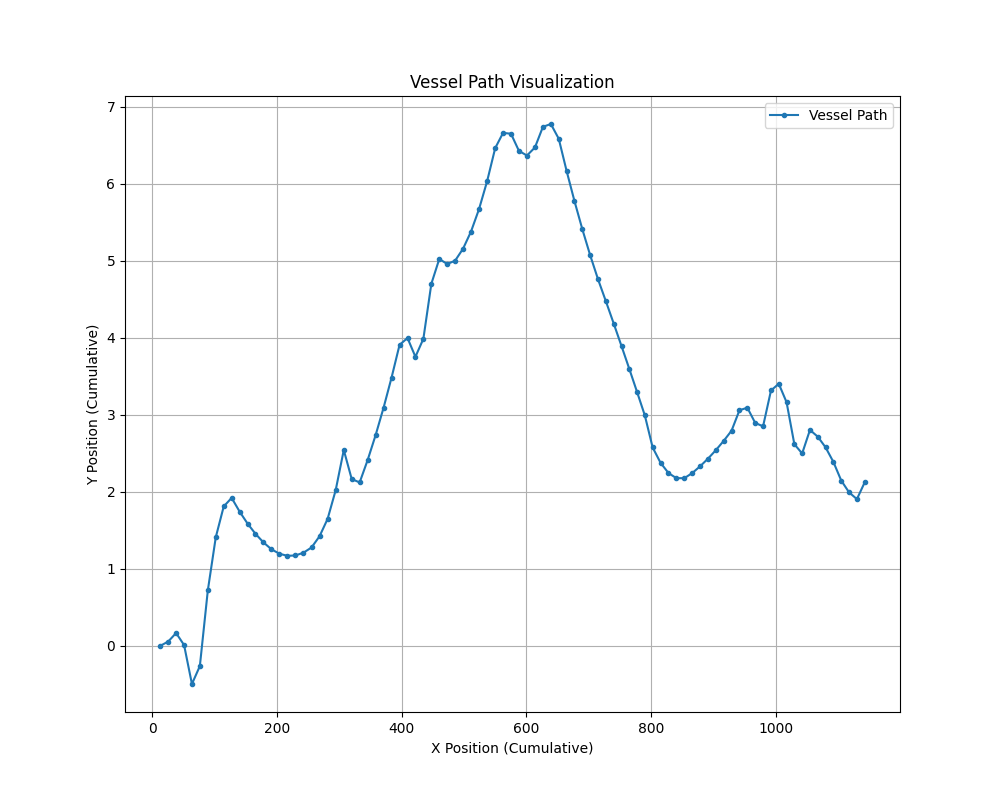 Vessel Path Visualization
Vessel Path
Y Position (Cumulative)
7
6
5
4
3
2
1
0
0 200 400 600 800 1000
X Position (Cumulative)